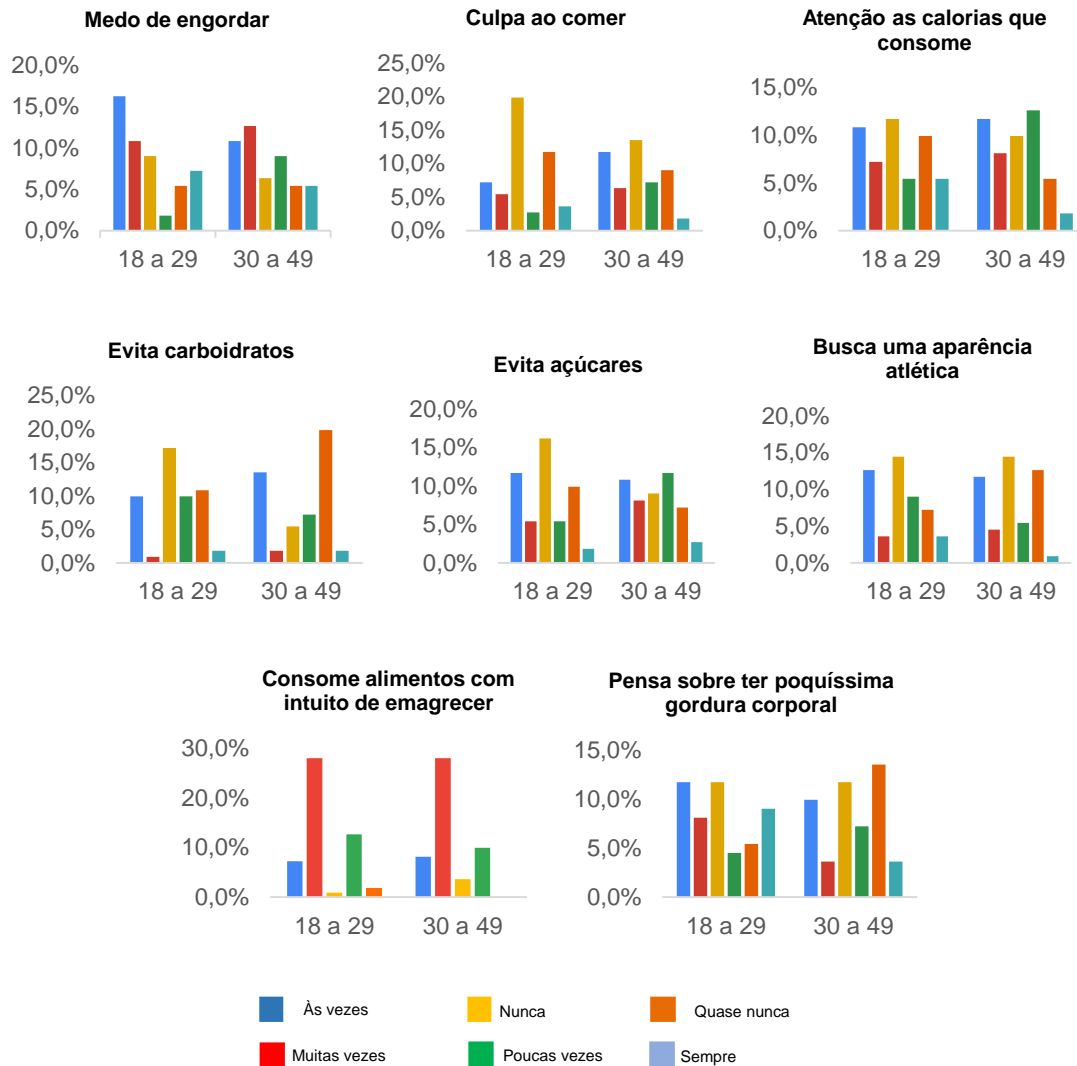 Medo de engordar
20,0%
15,0%
10,0%
5,0%
0,0%
18 a 29 30 a 49
Culpa ao comer
25,0%
20,0%
15,0%
10,0%
5,0%
0,0%
18 a 29 30 a 49
Atenção as calorias que
consome
15,0%
10,0%
5,0%
0,0%
18 a 29 30 a 49
Evita carboidratos
25,0%
20,0%
15,0%
10,0%
5,0%
0,0%
18 a 29 30 a 49
Evita açúcares
20,0%
15,0%
10,0%
5,0%
0,0%
18 a 29 30 a 49
Busca uma aparência
atlética
20,0%
15,0%
10,0%
5,0%
0,0%
18 a 29 30 a 49
Consome alimentos com
intuito de emagrecer
30,0%
20,0%
10,0%
0,0%
18 a 29 30 a 49
Pensa sobre ter poquíssima
gordura corporal
15,0%
10,0%
5,0%
0,0%
18 a 29 30 a 49
Às vezes Nunca Quase nunca
Muitas vezes Poucas vezes Sempre